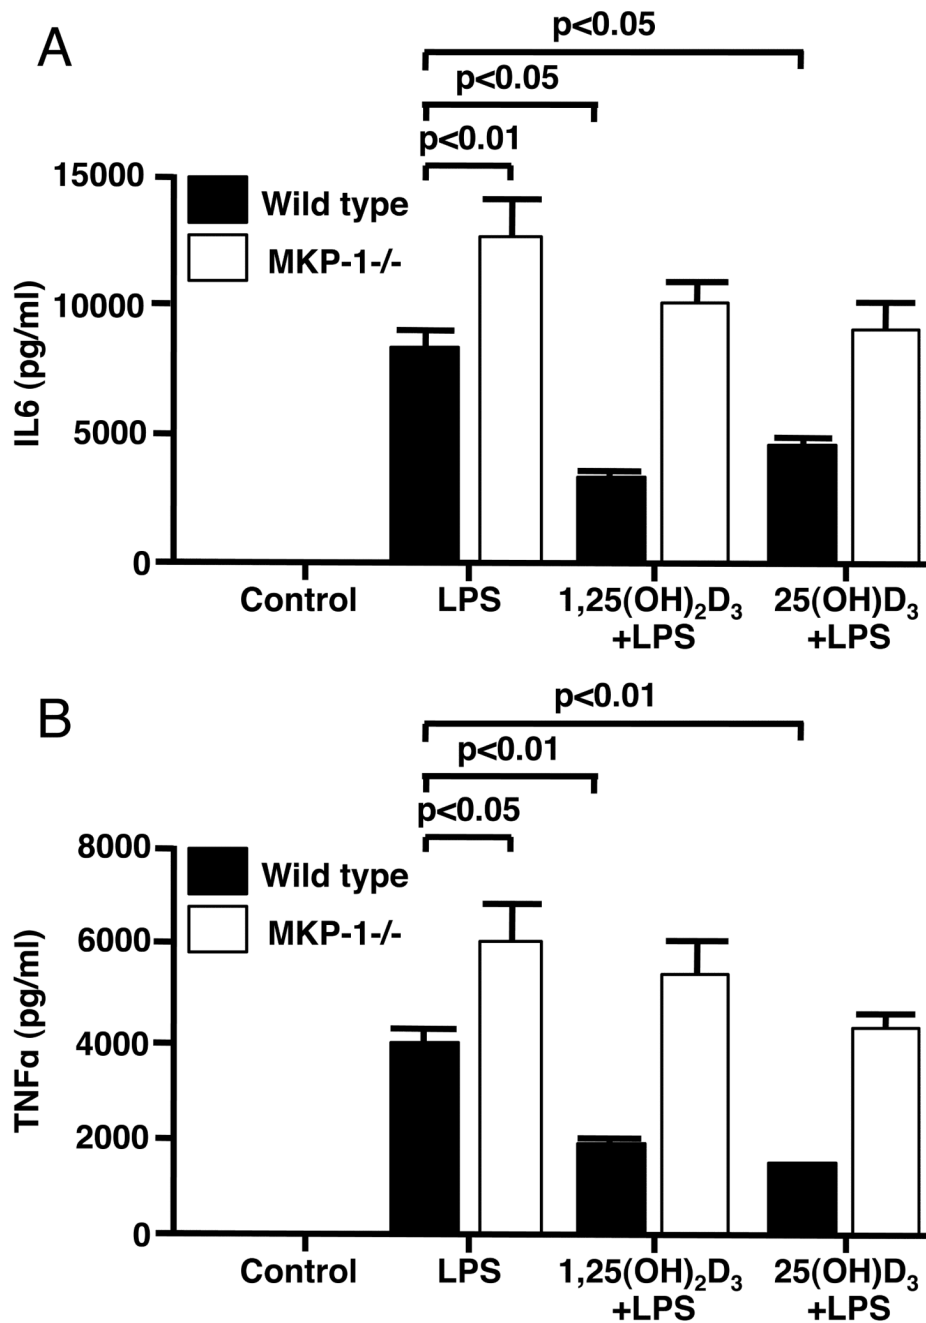 A
p<0.05
p<0.05
p<0.01
15000
10000
5000
0
IL6 (pg/ml)
Wild type
MKP-1-/-
Control
LPS
1,25(OH)₂D₃
+LPS
25(OH)D₃
+LPS
B
p<0.01
p<0.01
p<0.05
8000
6000
4000
2000
0
TNFα (pg/ml)
Wild type
MKP-1-/-
Control
LPS
1,25(OH)₂D₃
+LPS
25(OH)D₃
+LPS